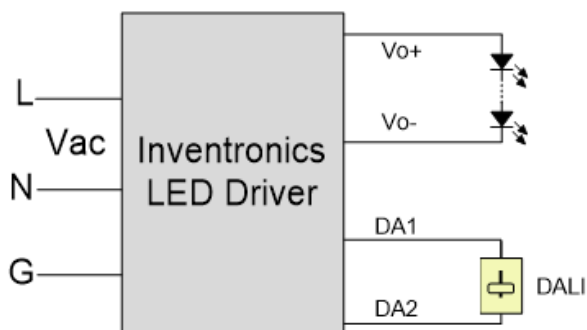 Vo+
L
Vac
Vo-
Inventronics
LED Driver
N
DA1
G
DALI
DA2